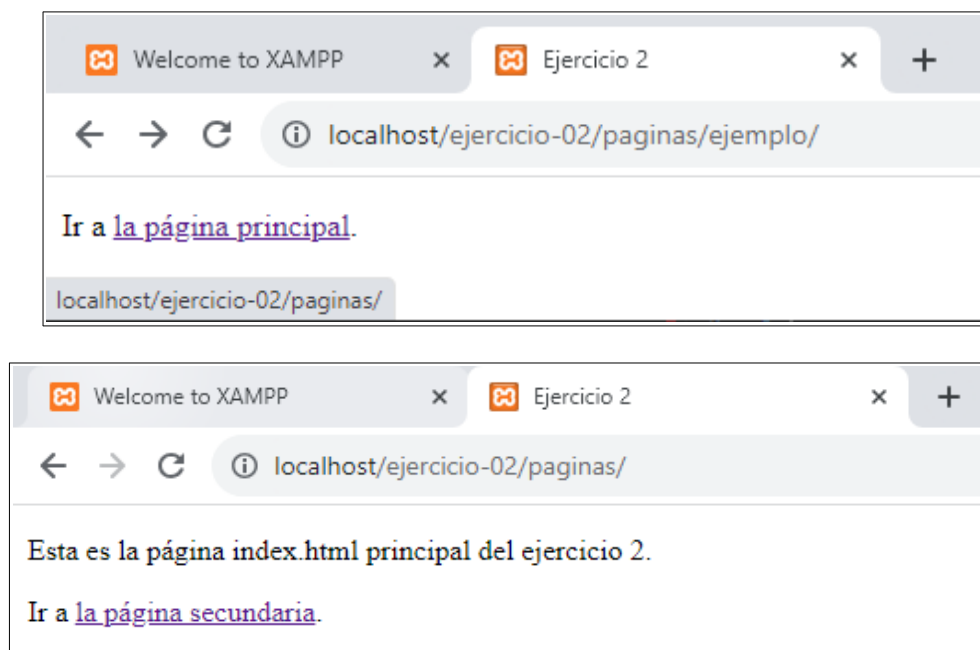 Welcome to XAMPP Ejercicio 2
localhost/ejercicio-02/paginas/ejemplo/
Ir a la página principal.
localhost/ejercicio-02/paginas/
Welcome to XAMPP Ejercicio 2
localhost/ejercicio-02/paginas/
Esta es la página index.html principal del ejercicio 2.
Ir a la página secundaria.